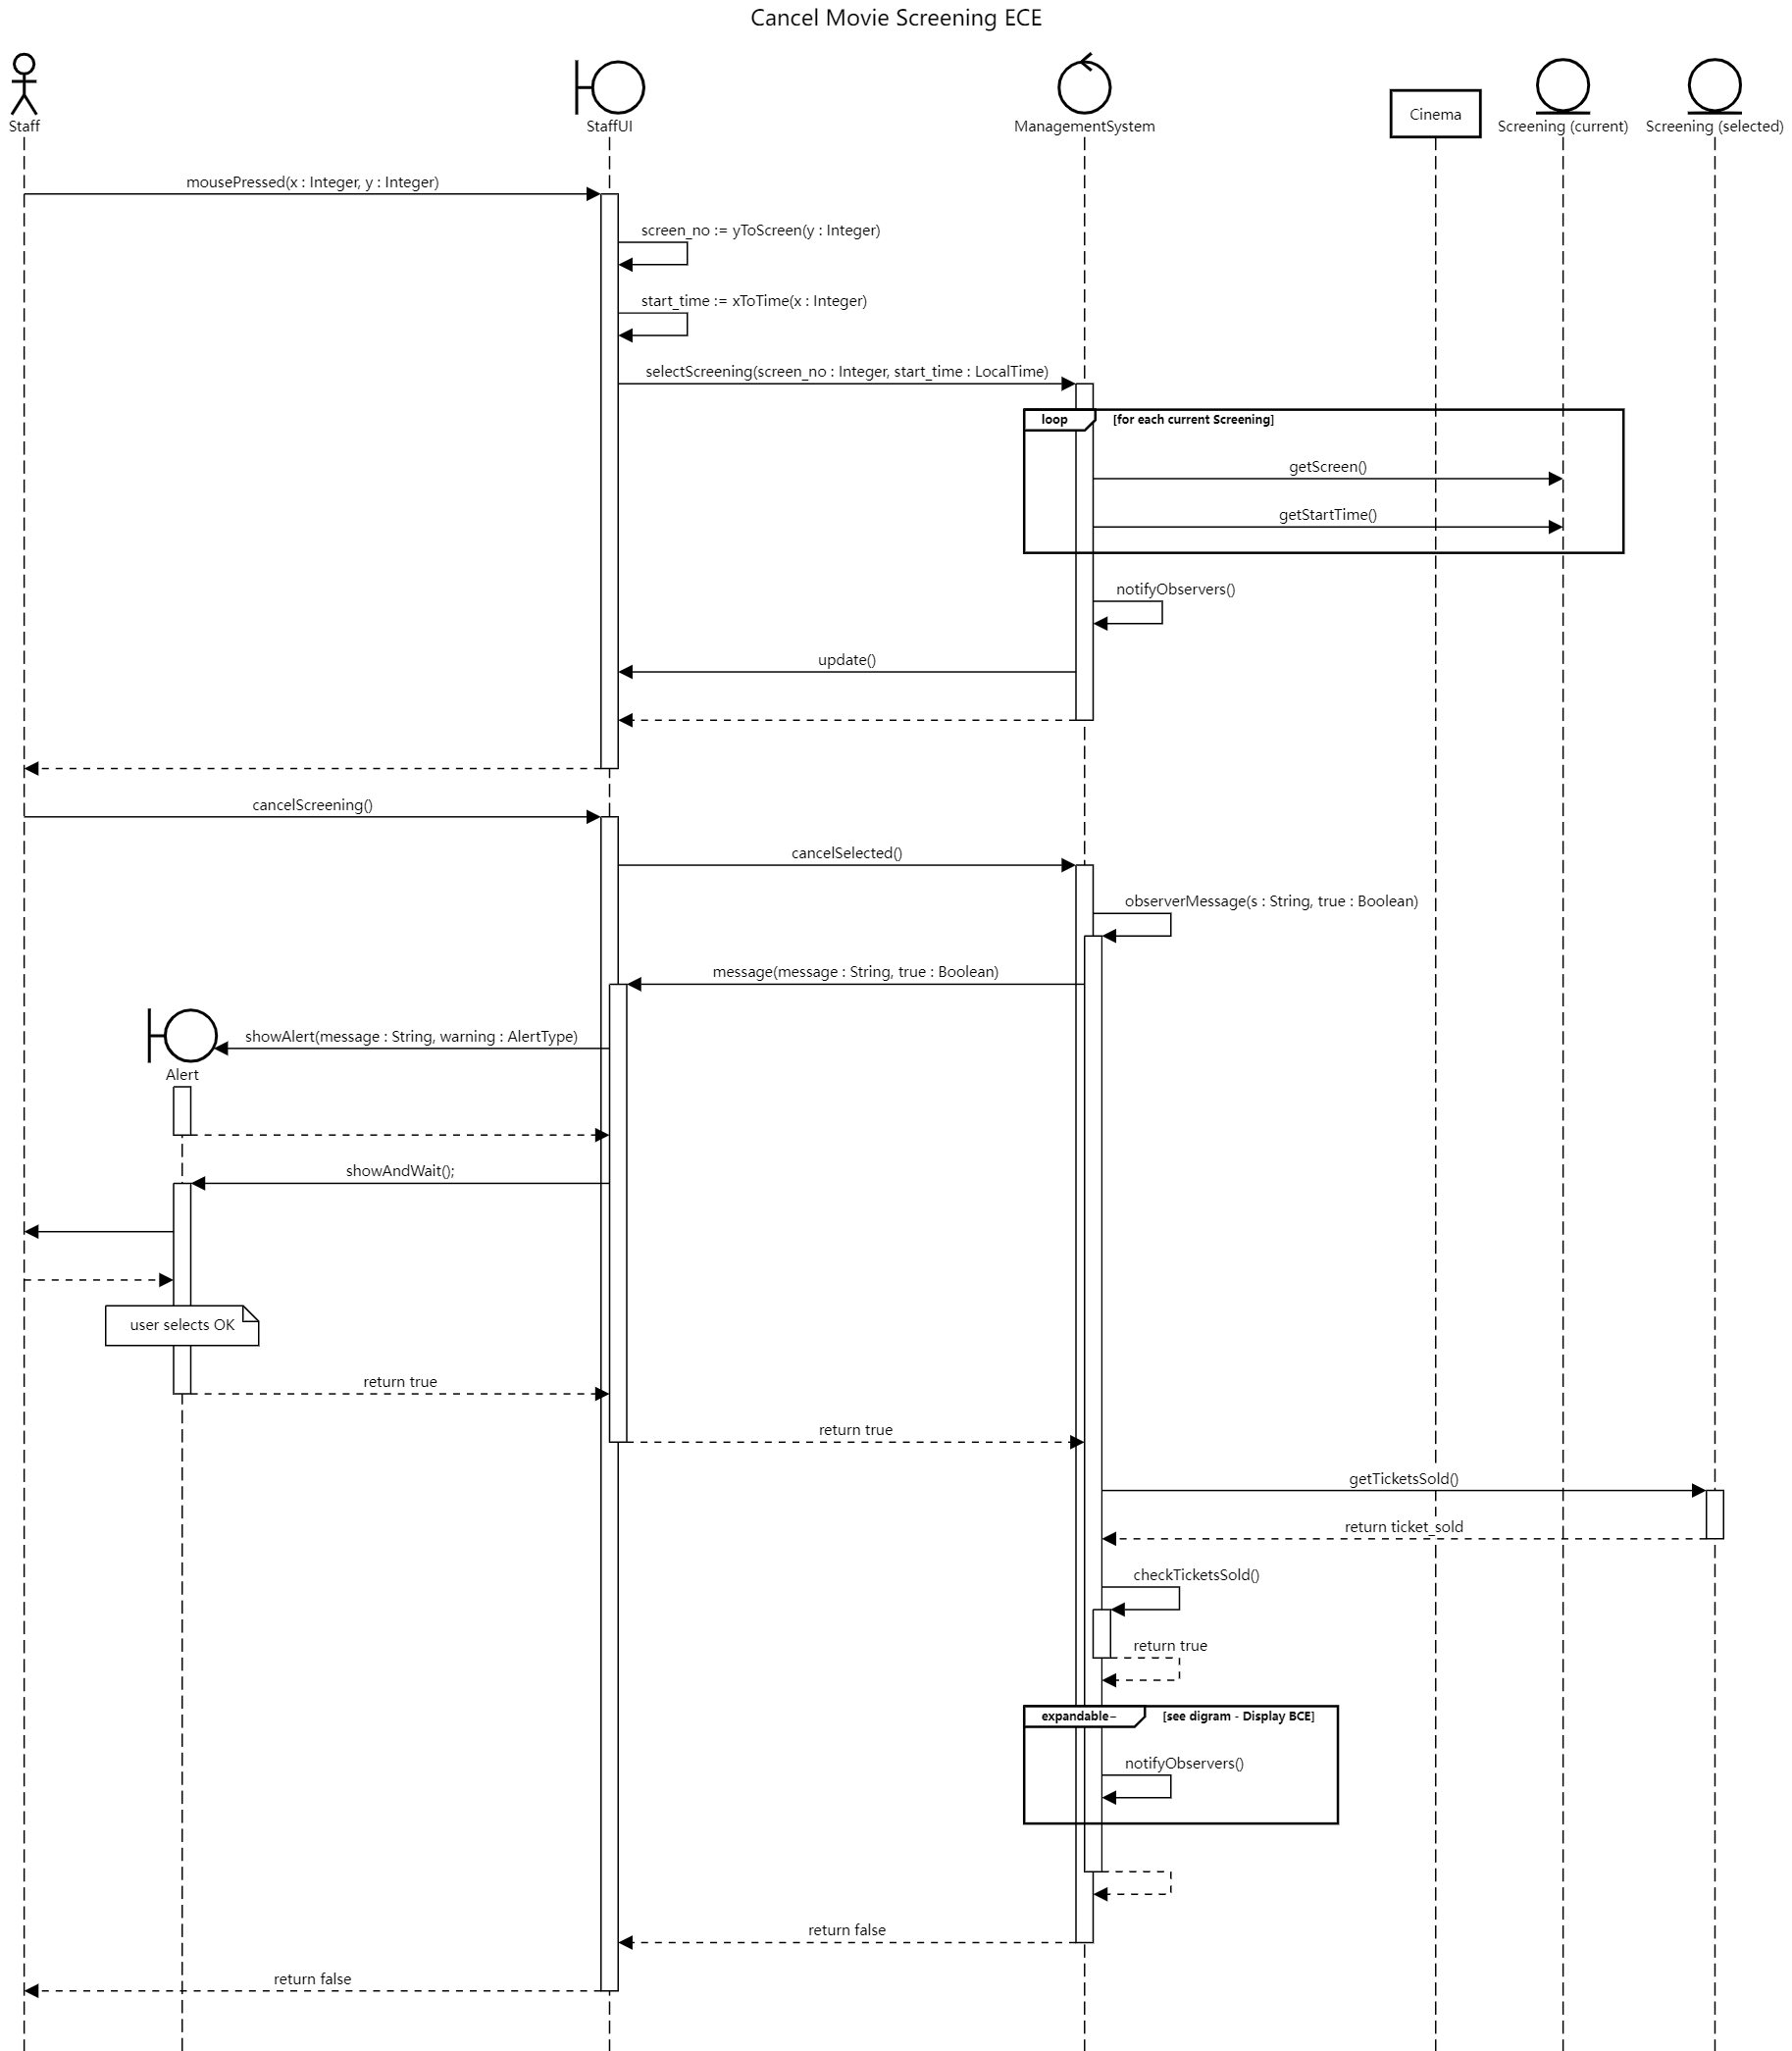 Cancel Movie Screening ECE
Staff
StaffUI
ManagementSystem
Cinema
Screening (current)
Screening (selected)
mousePressed(x : Integer, y : Integer)
screen_no := yToScreen(y : Integer)
start_time := xToTime(x : Integer)
selectScreening(screen_no : Integer, start_time : LocalTime)
loop
[for each current Screening]
getScreen()
getStartTime()
notifyObservers()
update()
cancelScreening()
cancelSelected()
observerMessage(s : String, true : Boolean)
message(message : String, true : Boolean)
showAlert(message : String, warning : AlertType)
Alert
showAndWait();
user selects OK
return true
return true
getTicketsSold()
return ticket_sold
checkTicketsSold()
return true
expandable−
[see digram - Display BCE]
notifyObservers()
return false
return false